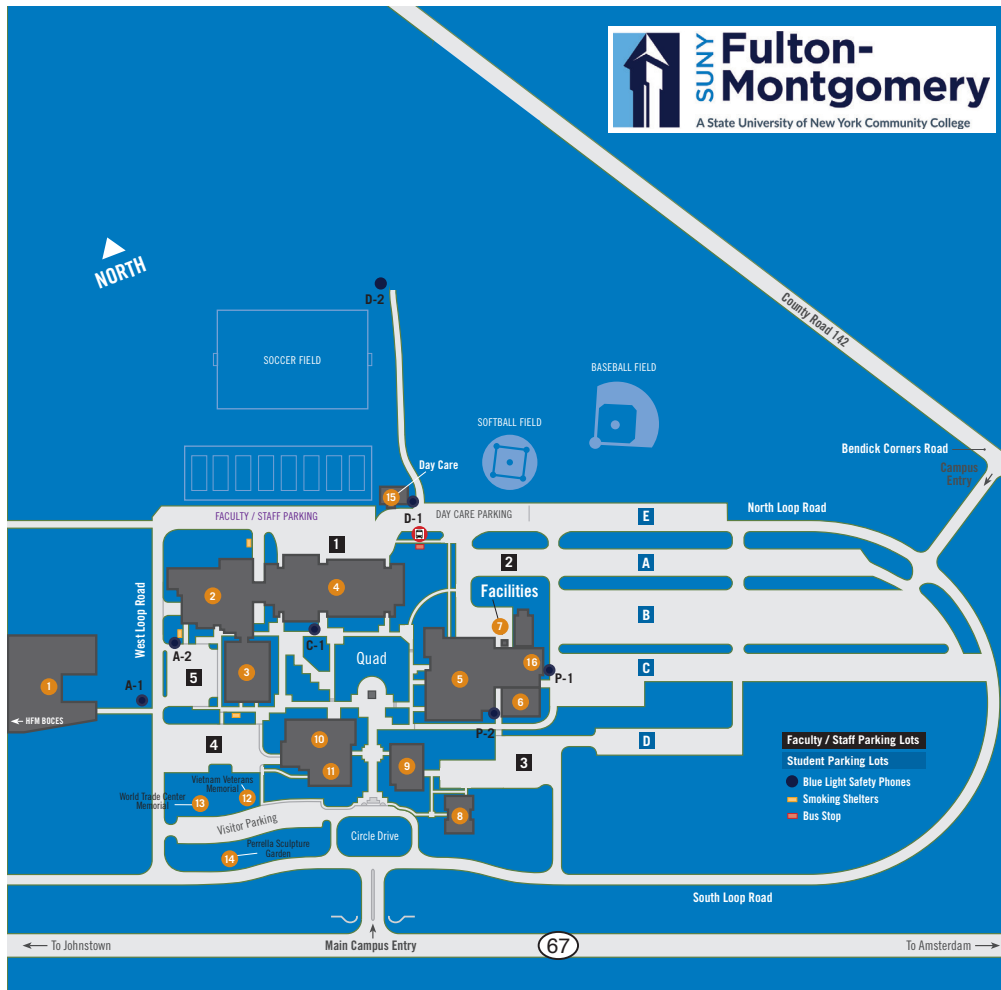 SUNY
Fulton-
Montgomery
A State University of New York Community College
NORTH
D-2
County Road 142
SOCCER FIELD
BASEBALL FIELD
SOFTBALL FIELD
Bendick Corners Road
Campus
Entry
Day Care
15
D-1
FACULTY / STAFF PARKING
DAY CARE PARKING
E
North Loop Road
1
2
A
Facilities
2
4
B
7
West Loop Road
C-1
A-2
Quad
16
C
P-1
3
5
5
6
1
A-1
P-2
HFM BOCES
4
10
D
3
9
11
Faculty / Staff Parking Lots
Student Parking Lots
Blue Light Safety Phones
Smoking Shelters
Bus Stop
Vietnam Veterans
Memorial
12
World Trade Center
Memorial
13
8
Visitor Parking
Circle Drive
Perrella Sculpture
Garden
14
South Loop Road
To Johnstown
Main Campus Entry
67
To Amsterdam